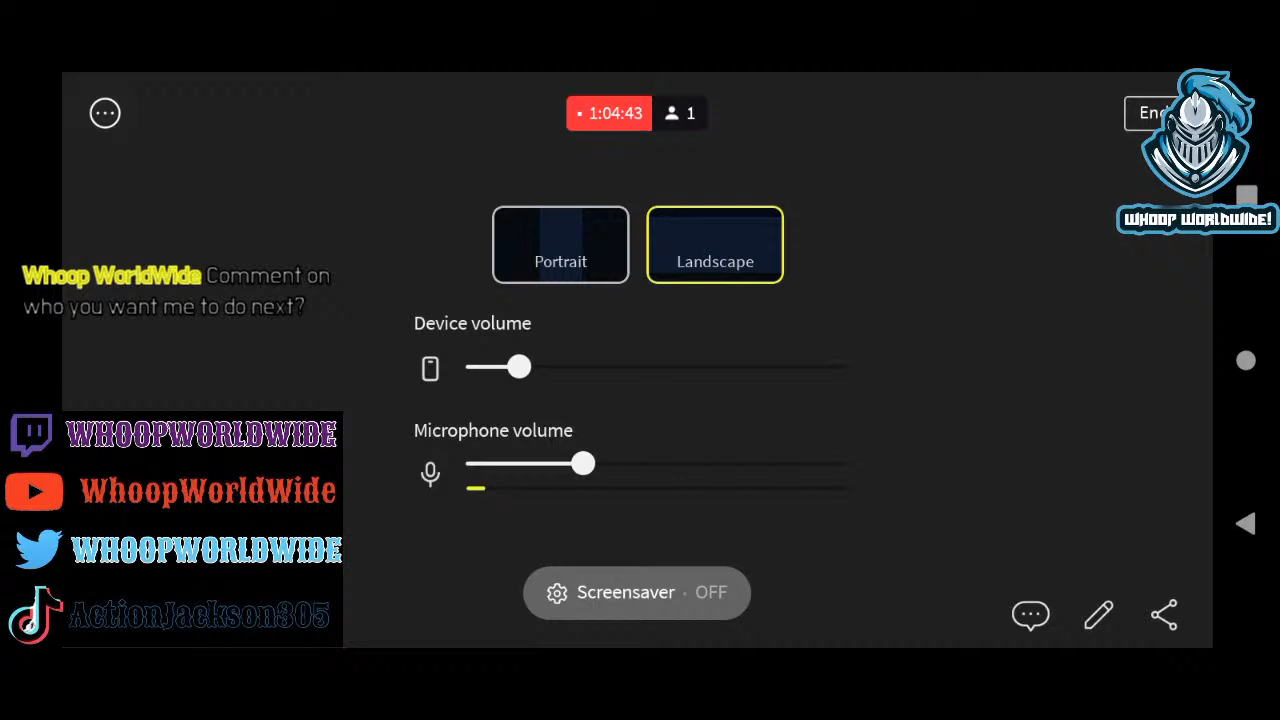 1:04:43
1
End
WHOOP WORLDWIDE!
Portrait
Landscape
Whoop WorldWide Comment on
who you want me to do next?
Device volume
Microphone volume
WHOOPWORLDWIDE
WhoopWorldWide
WHOOPWORLDWIDE
ActionJackson305
Screensaver · OFF